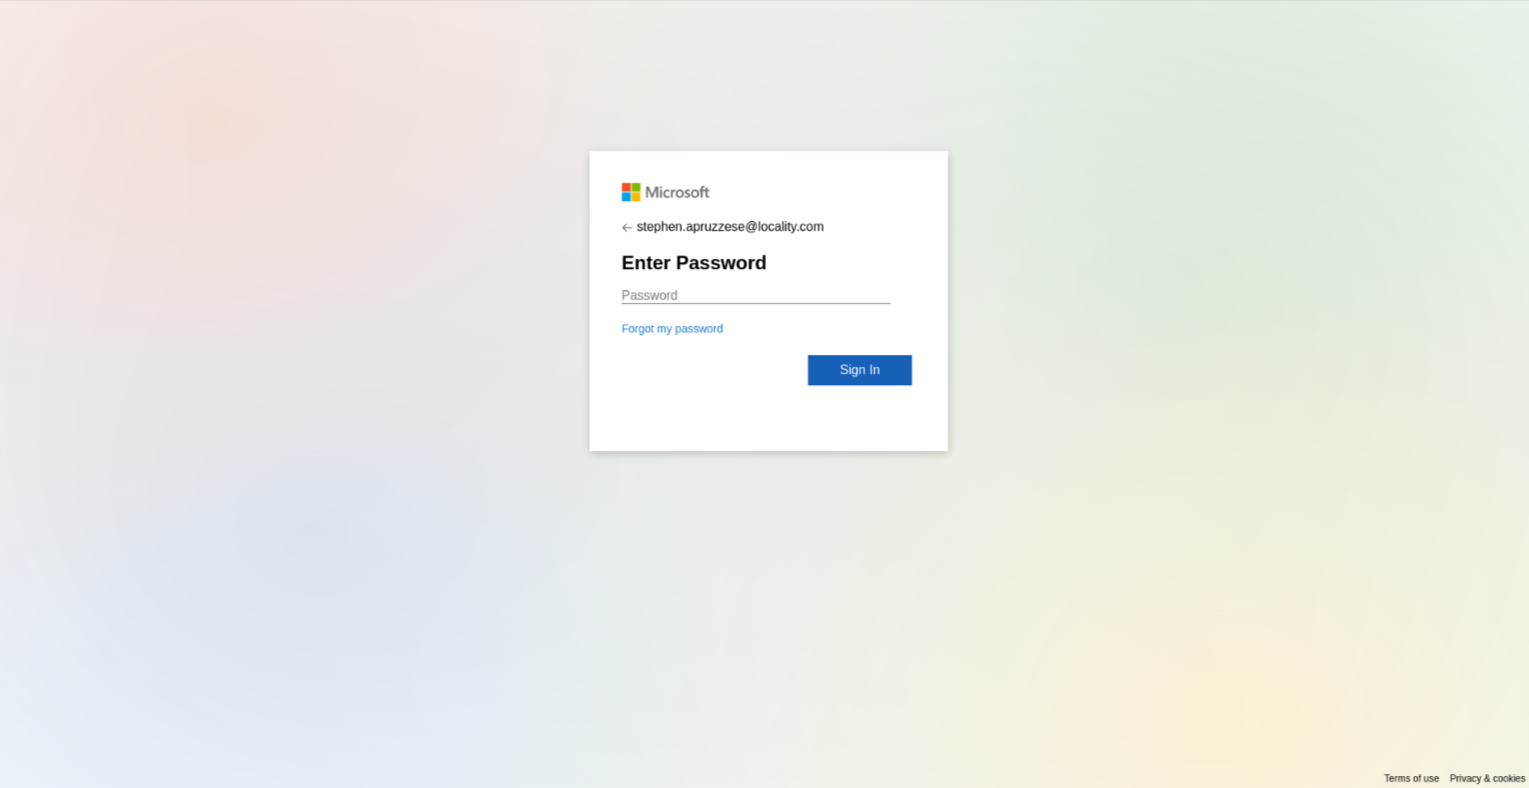 Microsoft
← stephen.apruzzese@locality.com
Enter Password
Password
Forgot my password
Sign In
Terms of use Privacy & cookies